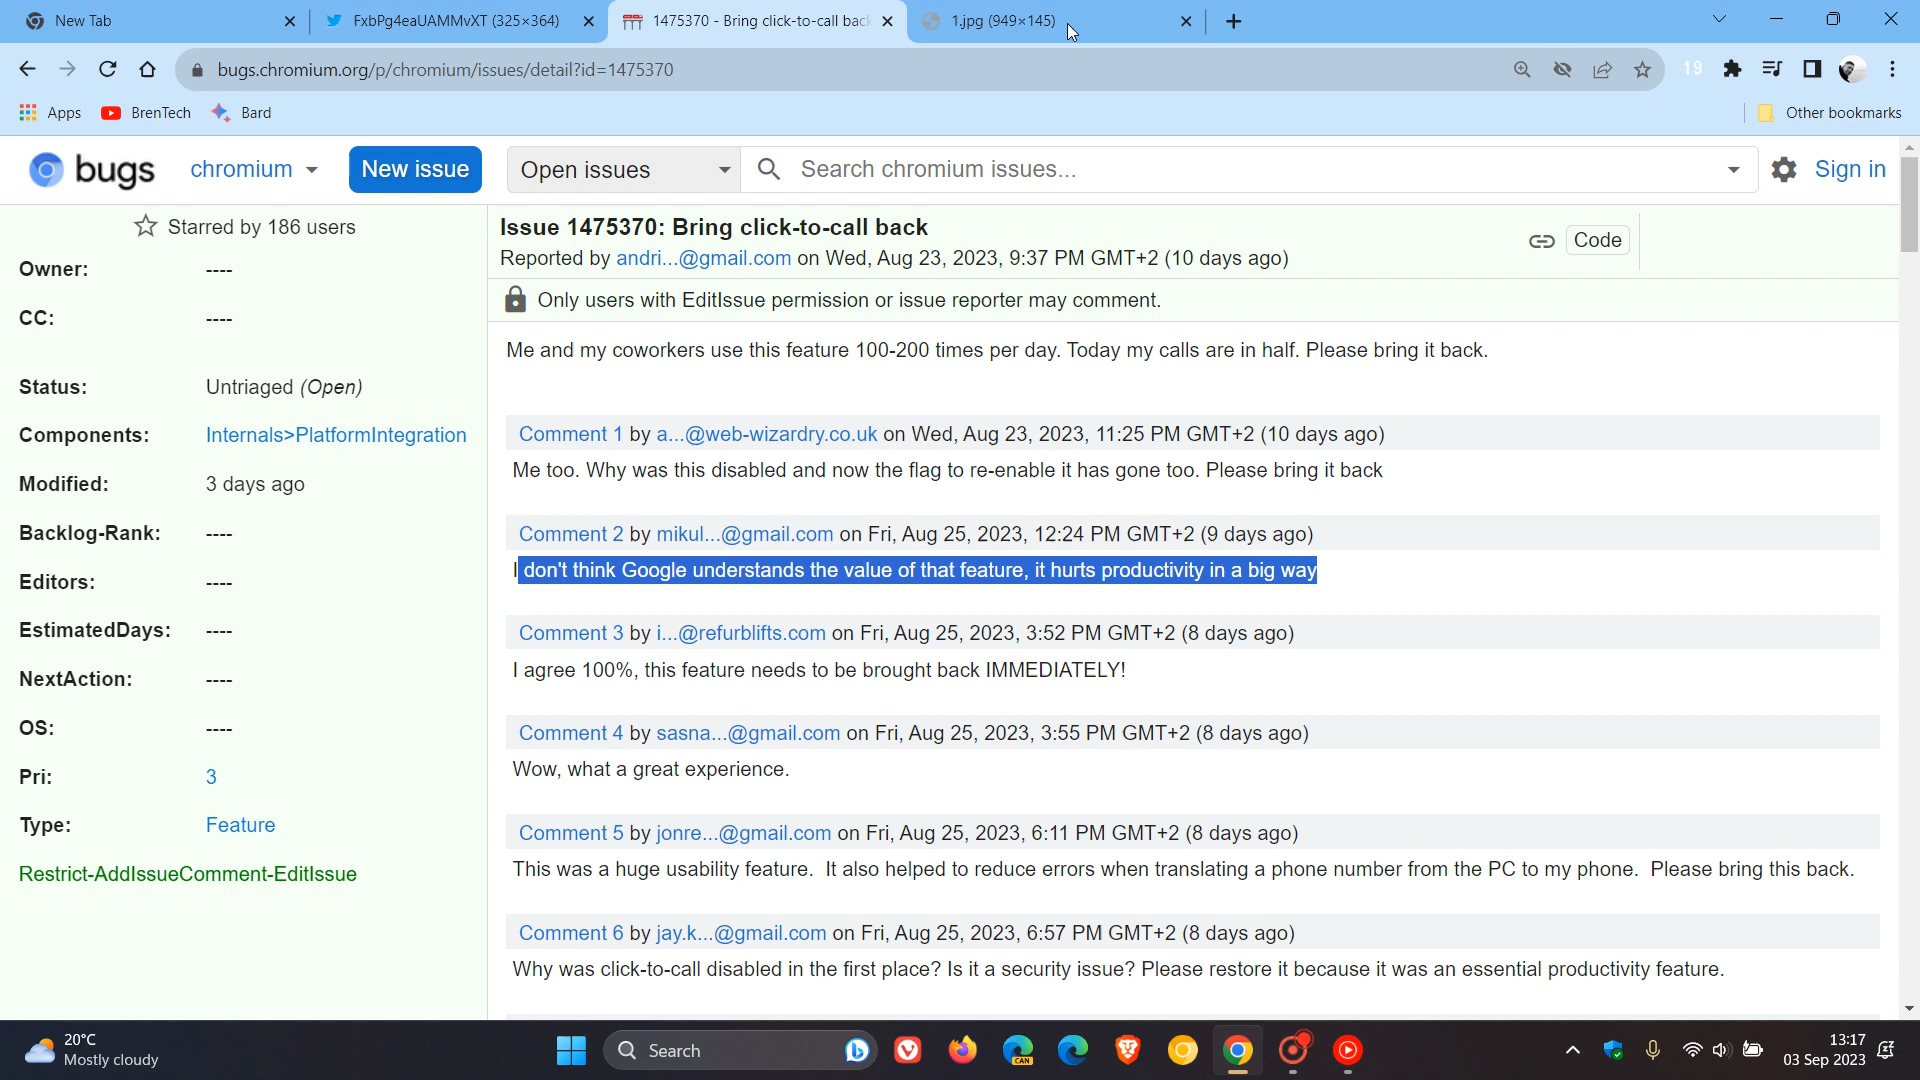 New Tab
FxbPg4eaUAMMvXT (325×364)
1475370 - Bring click-to-call back
1.jpg (949×145)
bugs.chromium.org/p/chromium/issues/detail?id=1475370
19
Apps
BrenTech
Bard
Other bookmarks
bugs
chromium
New issue
Open issues
Search chromium issues...
Sign in
Starred by 186 users
Owner: ----
CC: ----
Status: Untriaged (Open)
Components: Internals>PlatformIntegration
Modified: 3 days ago
Backlog-Rank: ----
Editors: ----
EstimatedDays: ----
NextAction: ----
OS: ----
Pri: 3
Type: Feature
Restrict-AddIssueComment-EditIssue
Issue 1475370: Bring click-to-call back
Reported by andri...@gmail.com on Wed, Aug 23, 2023, 9:37 PM GMT+2 (10 days ago)
Code
Only users with EditIssue permission or issue reporter may comment.
Me and my coworkers use this feature 100-200 times per day. Today my calls are in half. Please bring it back.
Comment 1 by a...@web-wizardry.co.uk on Wed, Aug 23, 2023, 11:25 PM GMT+2 (10 days ago)
Me too. Why was this disabled and now the flag to re-enable it has gone too. Please bring it back
Comment 2 by mikul...@gmail.com on Fri, Aug 25, 2023, 12:24 PM GMT+2 (9 days ago)
I don't think Google understands the value of that feature, it hurts productivity in a big way
Comment 3 by i...@refurblifts.com on Fri, Aug 25, 2023, 3:52 PM GMT+2 (8 days ago)
I agree 100%, this feature needs to be brought back IMMEDIATELY!
Comment 4 by sasna...@gmail.com on Fri, Aug 25, 2023, 3:55 PM GMT+2 (8 days ago)
Wow, what a great experience.
Comment 5 by jonre...@gmail.com on Fri, Aug 25, 2023, 6:11 PM GMT+2 (8 days ago)
This was a huge usability feature. It also helped to reduce errors when translating a phone number from the PC to my phone. Please bring this back.
Comment 6 by jay.k...@gmail.com on Fri, Aug 25, 2023, 6:57 PM GMT+2 (8 days ago)
Why was click-to-call disabled in the first place? Is it a security issue? Please restore it because it was an essential productivity feature.
20°C
Mostly cloudy
Search
CAN
13:17
03 Sep 2023